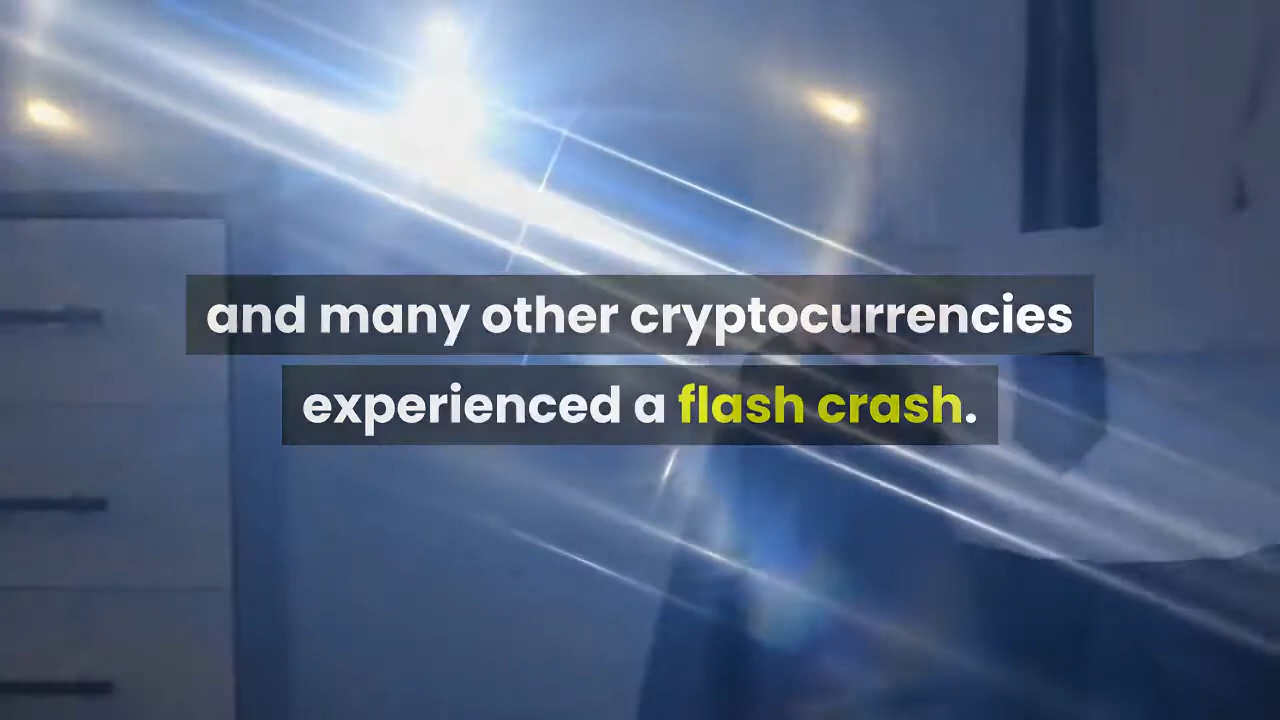 and many other cryptocurrencies
experienced a flash crash.